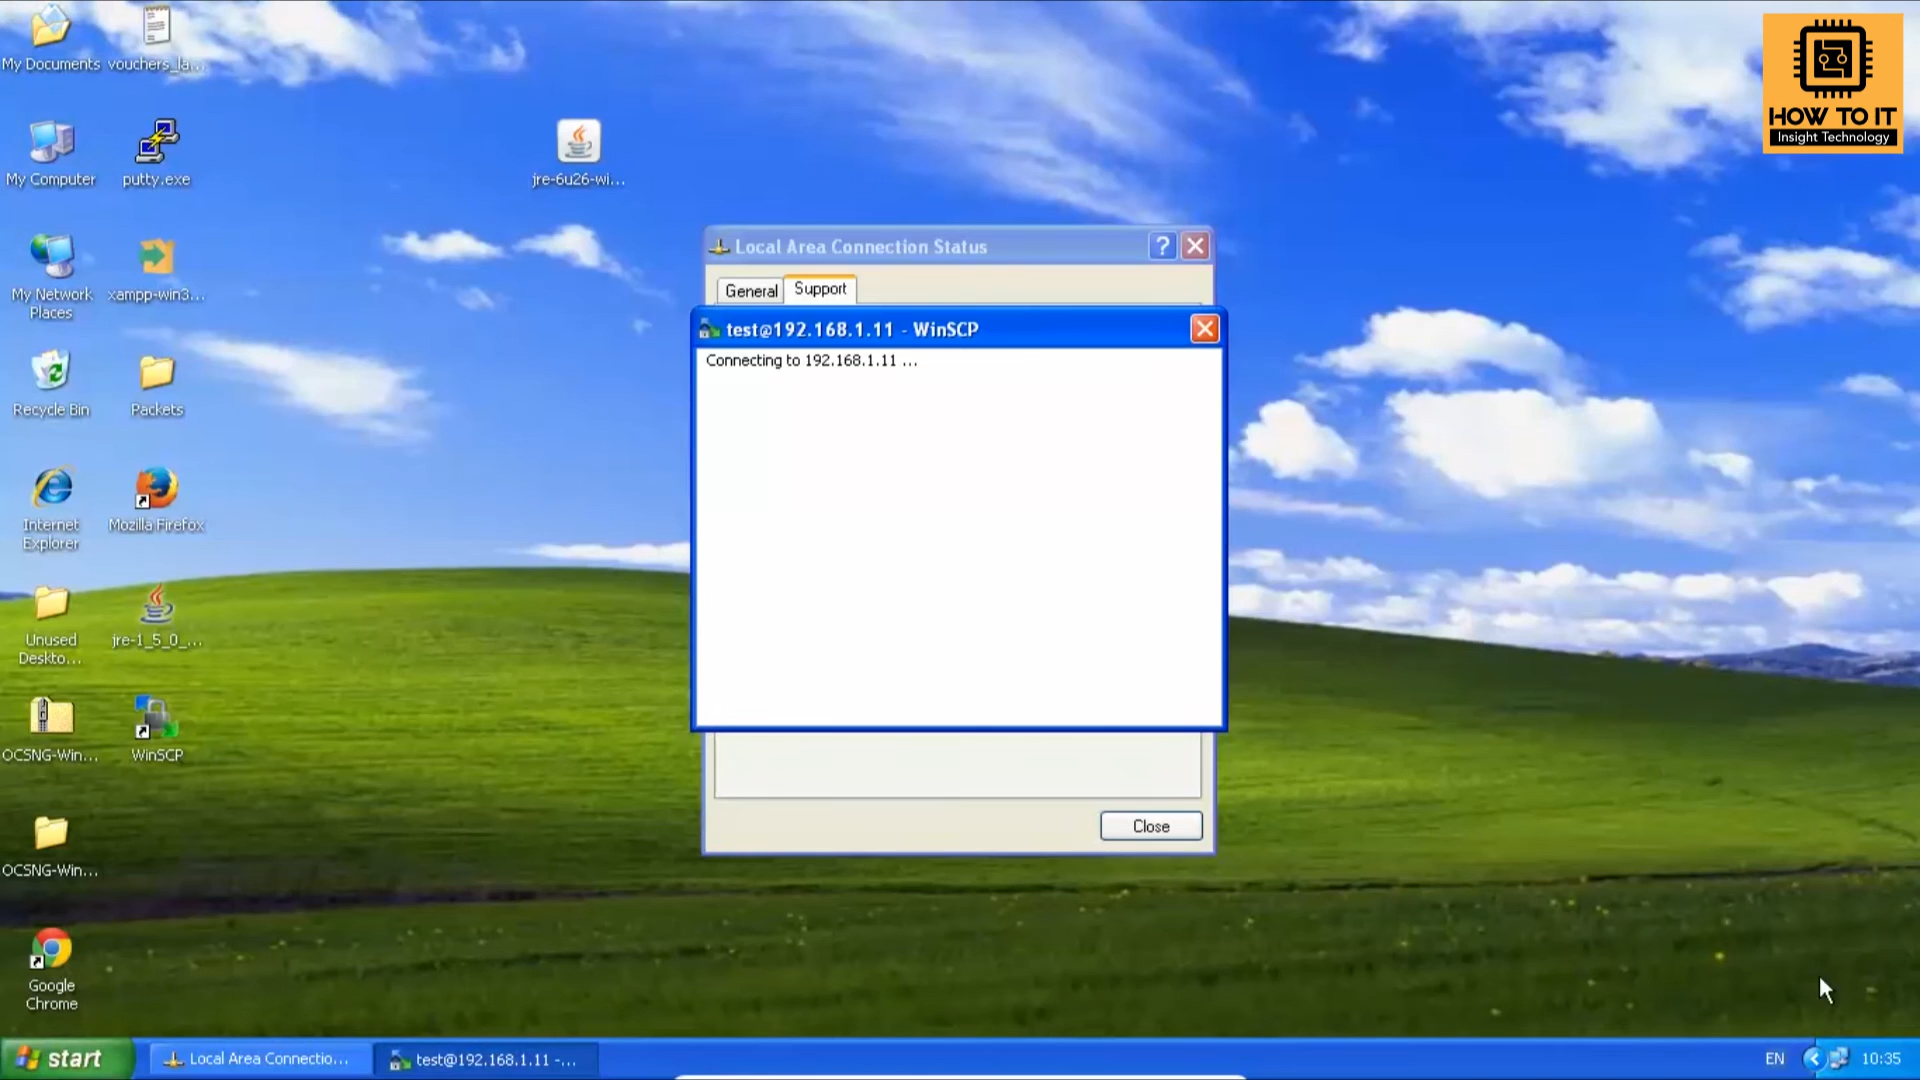 My Documents
vouchers_la...
HOW TO IT
Insight Technology
My Computer
putty.exe
jre-6u26-wi...
My Network
Places
xampp-win3...
Local Area Connection Status
General
Support
test@192.168.1.11 - WinSCP
Connecting to 192.168.1.11 ...
Recycle Bin
Packets
Internet
Explorer
Mozilla Firefox
Unused
Deskto...
jre-1_5_0_...
OCSNG-Win...
WinSCP
Close
OCSNG-Win...
Google
Chrome
start
Local Area Connectio...
test@192.168.1.11 -...
EN
10:35